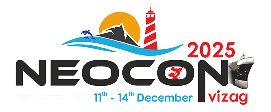 2025
NEOCON
11th - 14th December
vizag